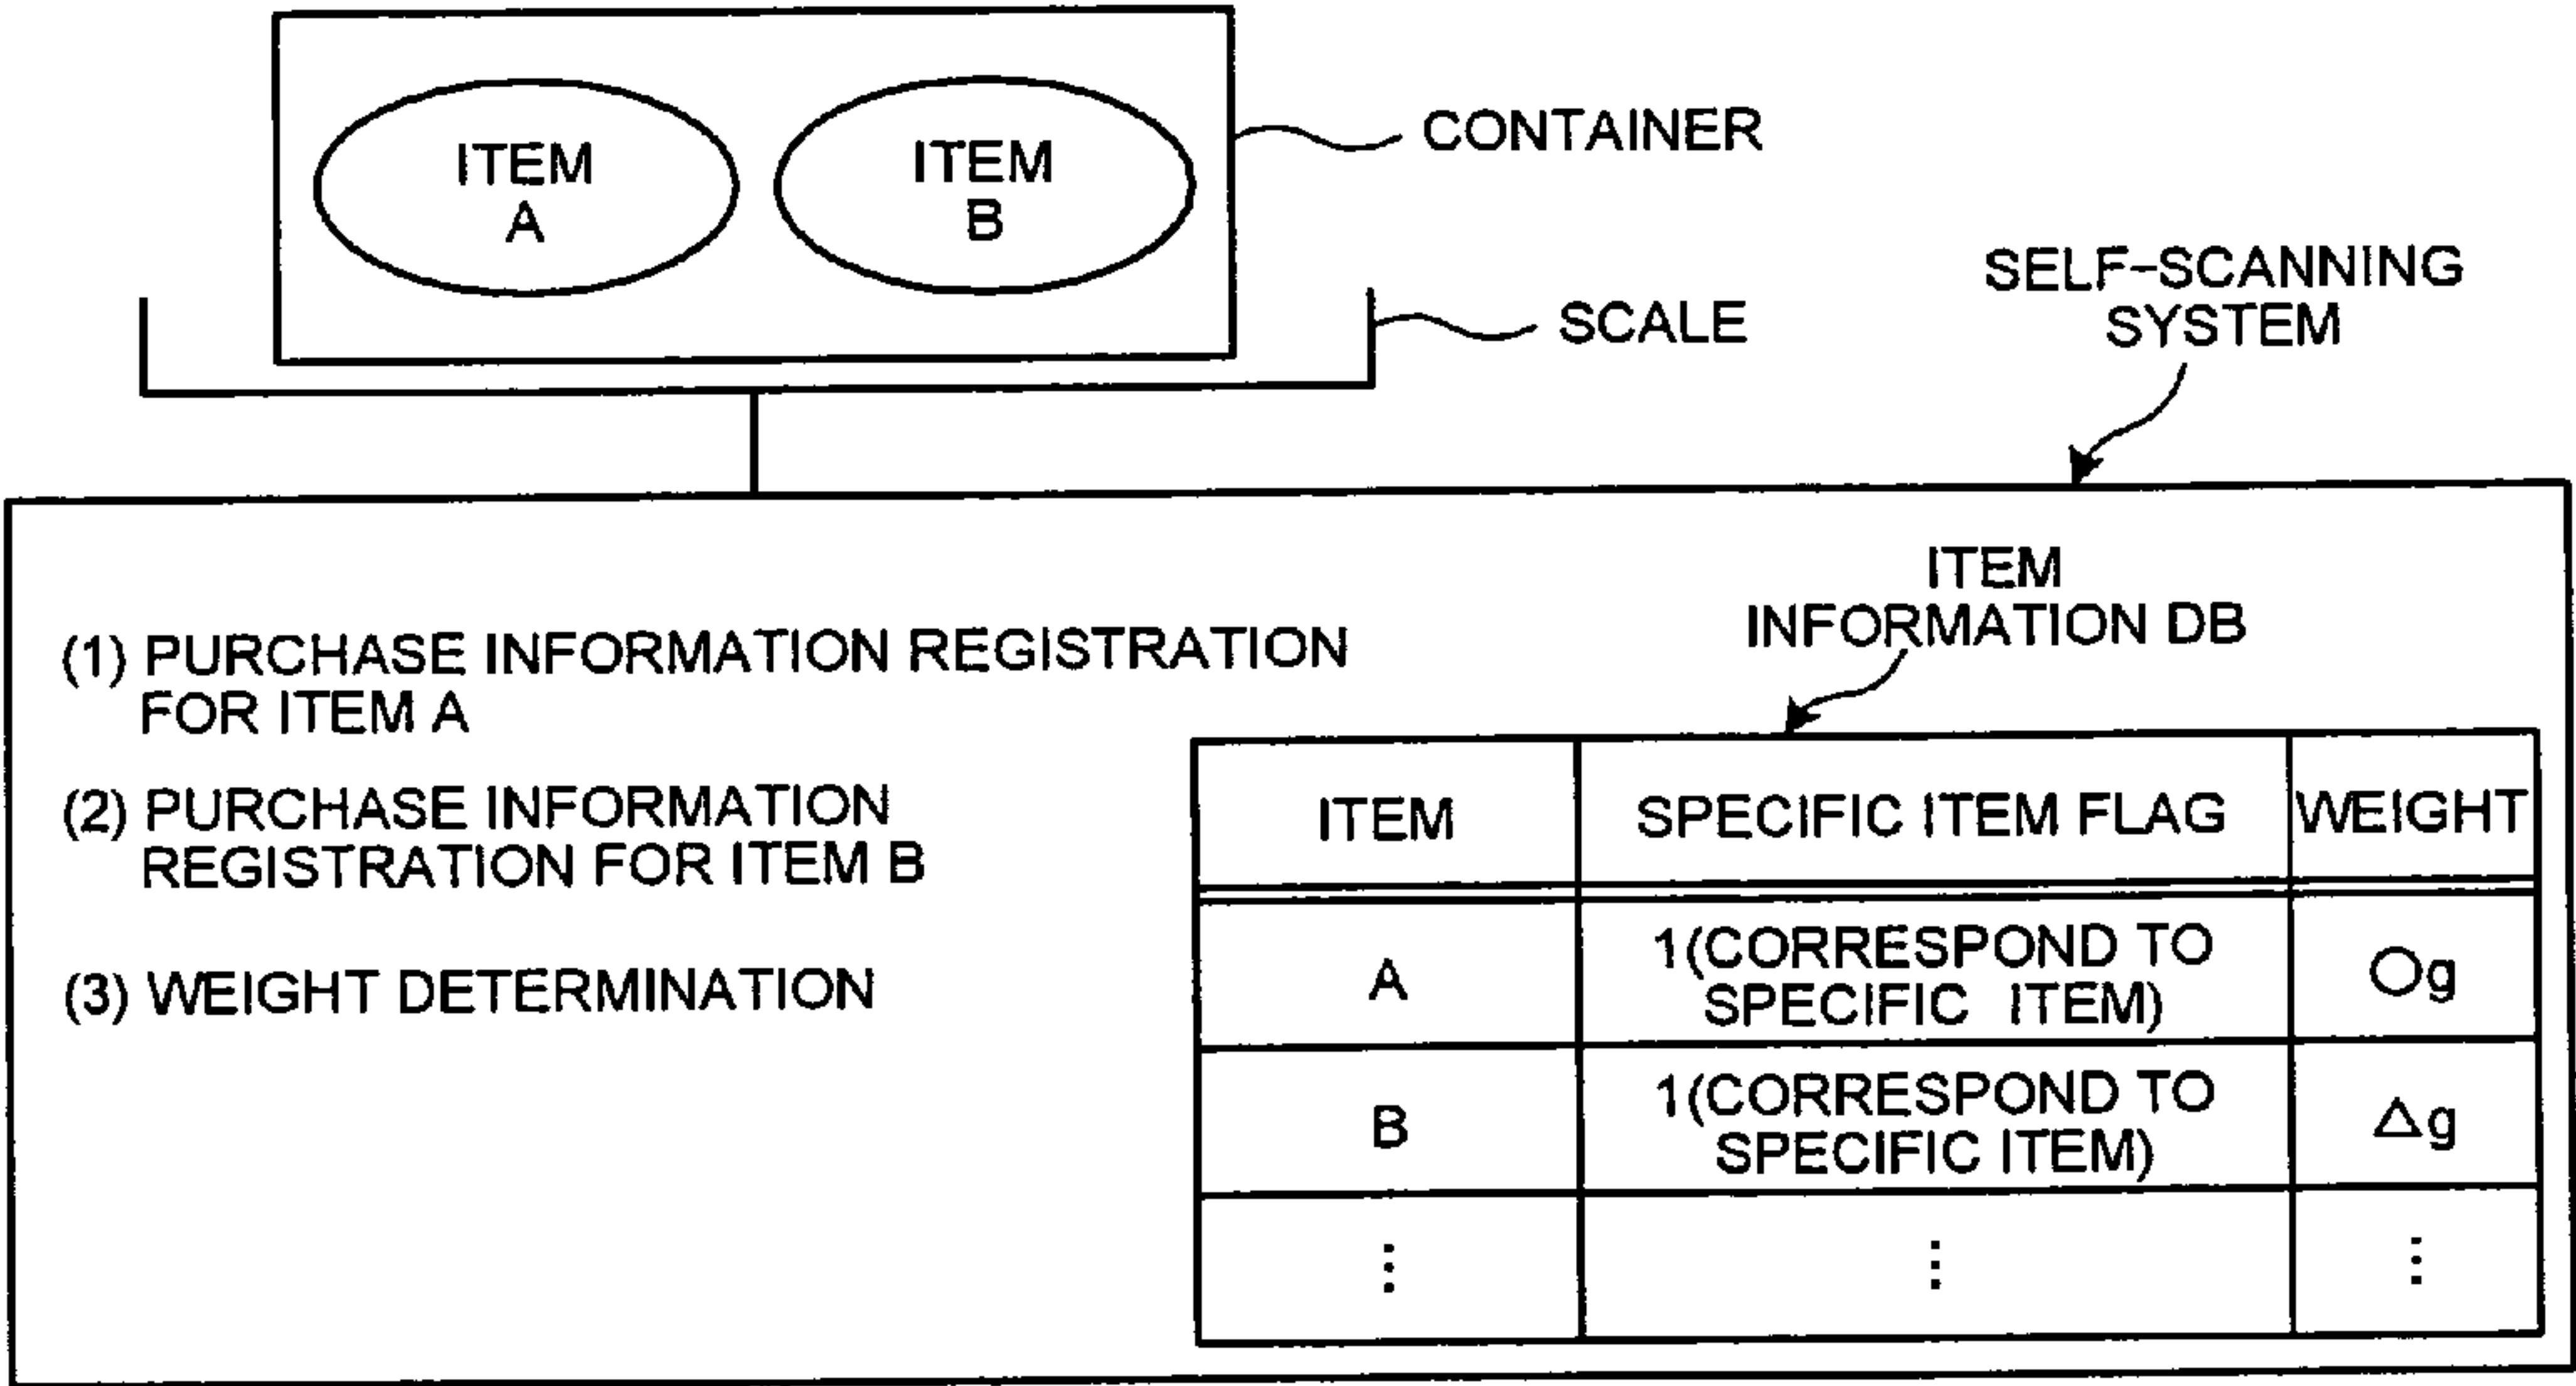 ITEM
A
ITEM
B
CONTAINER
SCALE
SELF-SCANNING
SYSTEM
(1) PURCHASE INFORMATION REGISTRATION
FOR ITEM A
(2) PURCHASE INFORMATION
REGISTRATION FOR ITEM B
(3) WEIGHT DETERMINATION
ITEM
INFORMATION DB
ITEM SPECIFIC ITEM FLAG WEIGHT
A 1(CORRESPOND TO SPECIFIC ITEM) ○g
B 1(CORRESPOND TO SPECIFIC ITEM) △g
⋮ ⋮ ⋮